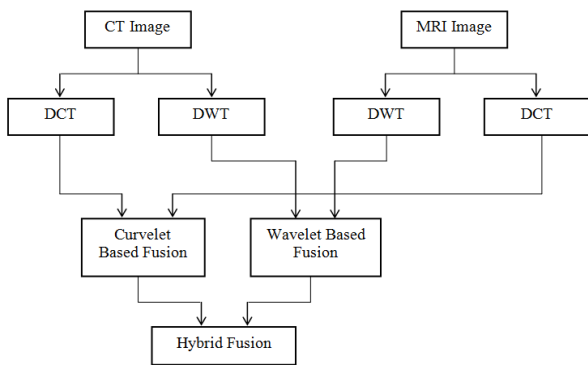 CT Image
MRI Image
DCT
DWT
DWT
DCT
Curvelet
Based Fusion
Wavelet Based
Fusion
Hybrid Fusion